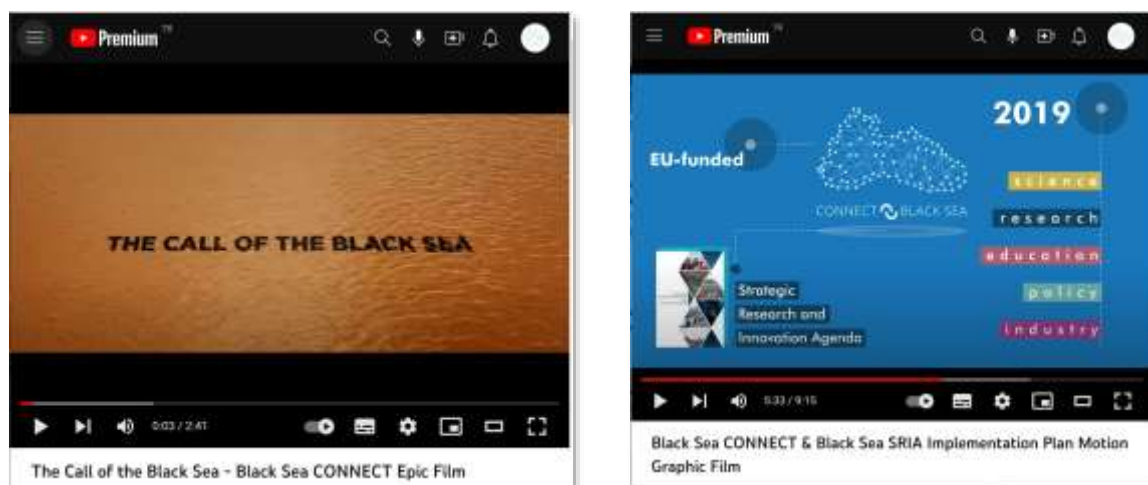 Premium TR
THE CALL OF THE BLACK SEA
0:03 / 2:41
The Call of the Black Sea - Black Sea CONNECT Epic Film
Premium TR
2019
EU-funded
science
CONNECT BLACK SEA
research
education
Strategic
Research and
Innovation Agenda
policy
industry
5:33 / 9:15
Black Sea CONNECT & Black Sea SRIA Implementation Plan Motion
Graphic Film